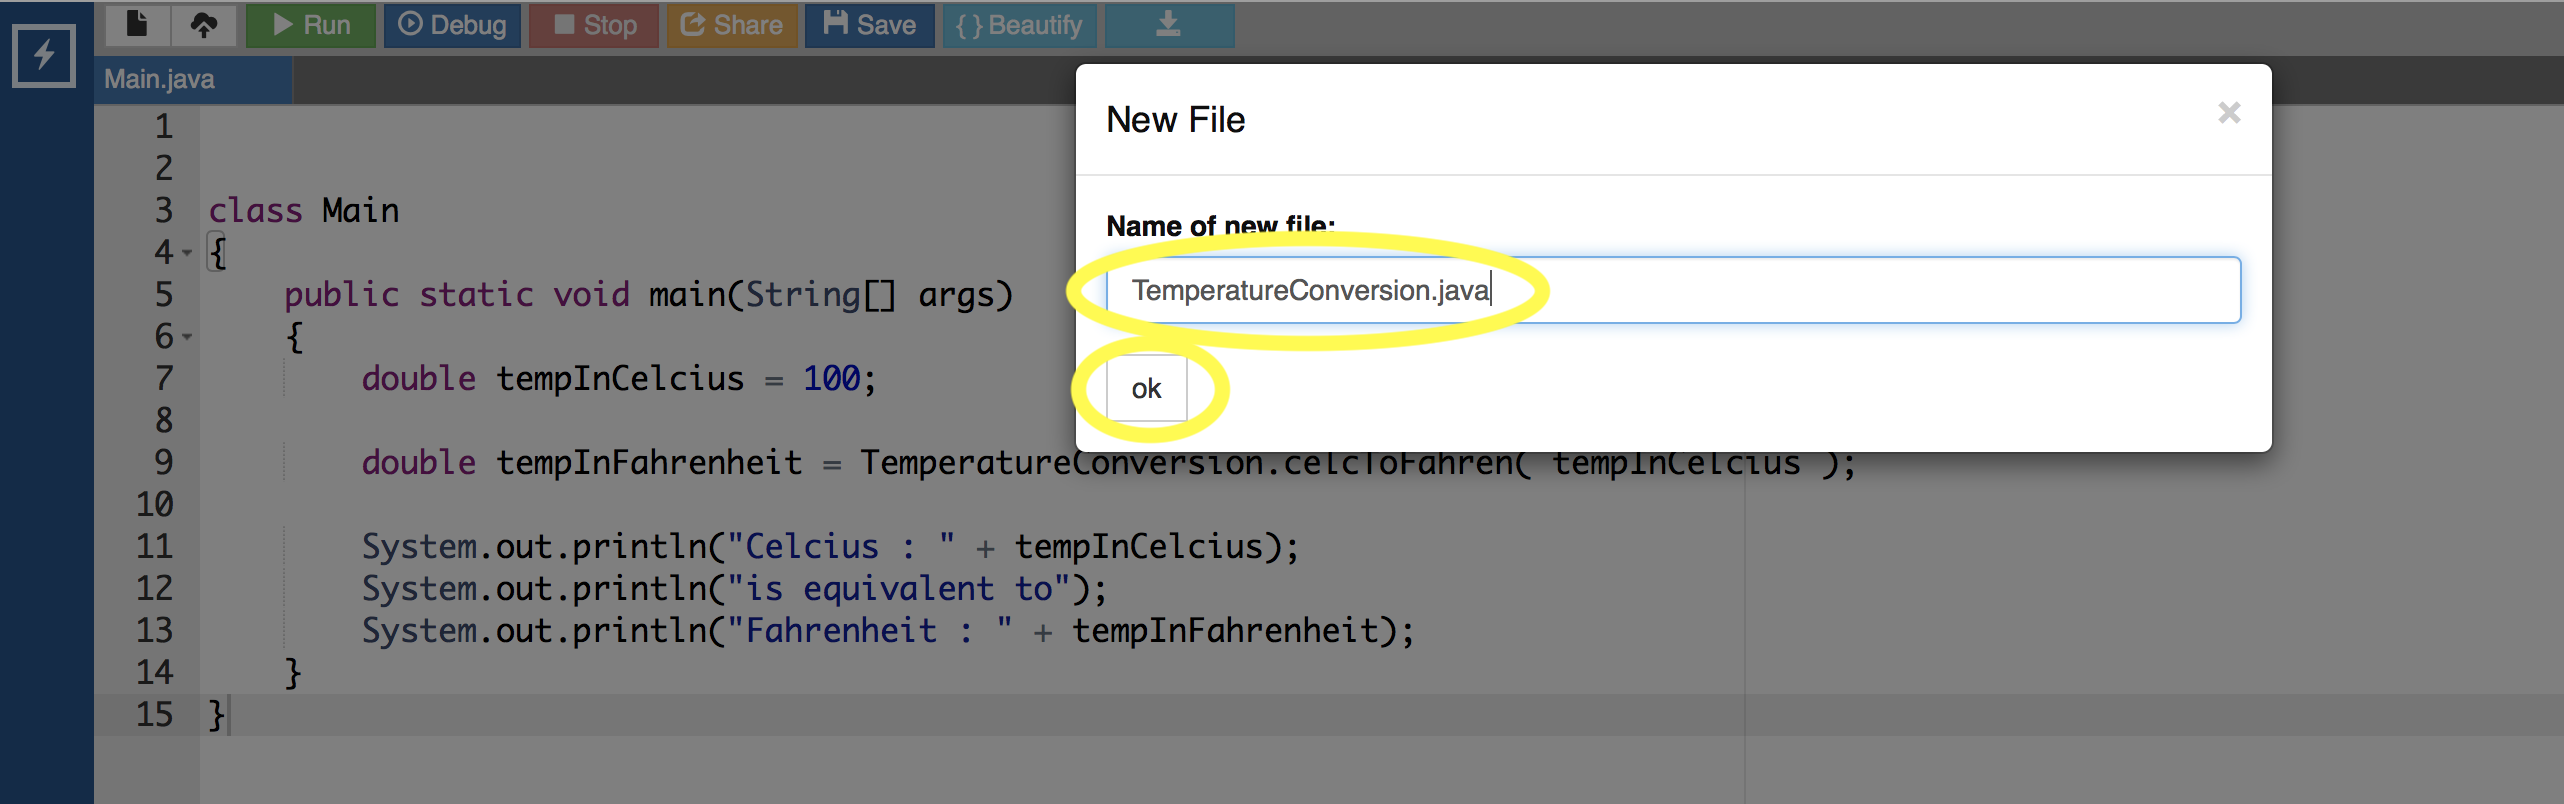 Run Debug Stop Share Save { } Beautify
Main.java
New File ×
Name of new file:
TemperatureConversion.java
ok
1
2
3 class Main
4 {
5 public static void main(String[] args)
6 {
7 double tempInCelcius = 100;
8
9 double tempInFahrenheit = TemperatureConversion.celcToFahren( tempInCelcius );
10
11 System.out.println("Celcius : " + tempInCelcius);
12 System.out.println("is equivalent to");
13 System.out.println("Fahrenheit : " + tempInFahrenheit);
14 }
15 }